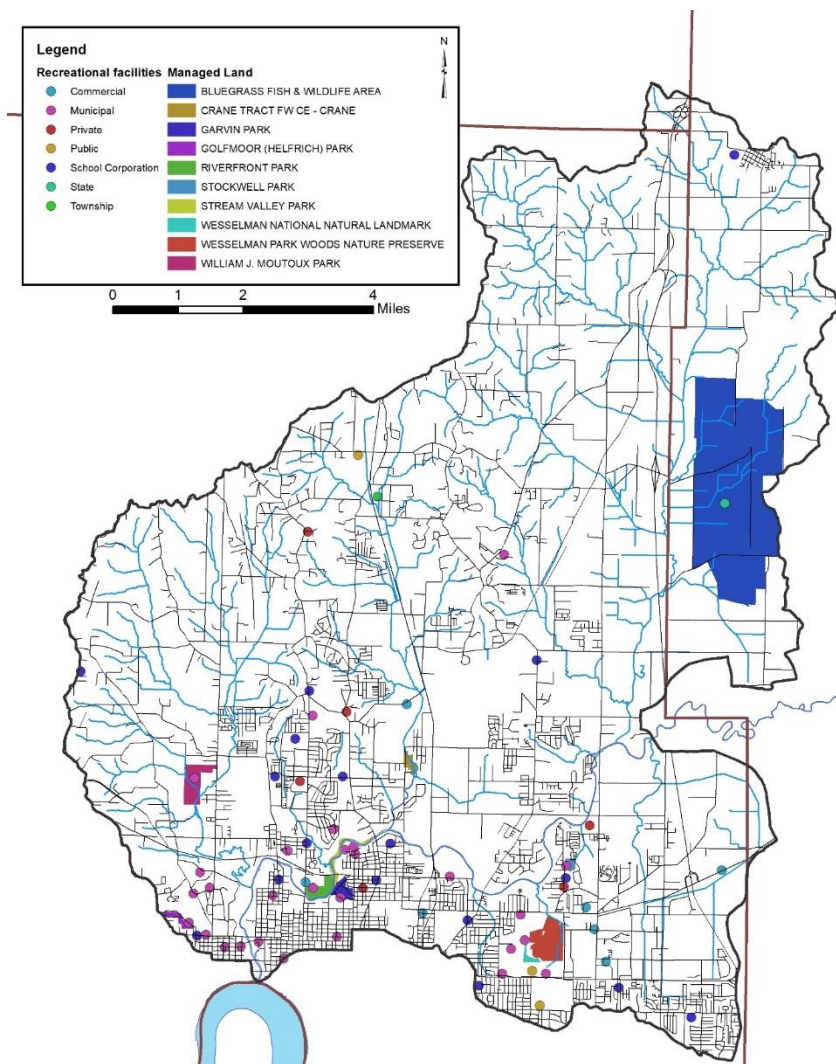 Legend
N
Recreational facilities Managed Land
Commercial BLUEGRASS FISH & WILDLIFE AREA
Municipal CRANE TRACT FW CE - CRANE
Private GARVIN PARK
Public GOLFMOOR (HELFRICH) PARK
School Corporation RIVERFRONT PARK
State STOCKWELL PARK
Township STREAM VALLEY PARK
WESSELMAN NATIONAL NATURAL LANDMARK
WESSELMAN PARK WOODS NATURE PRESERVE
WILLIAM J. MOUTOUX PARK
0 1 2 4
Miles